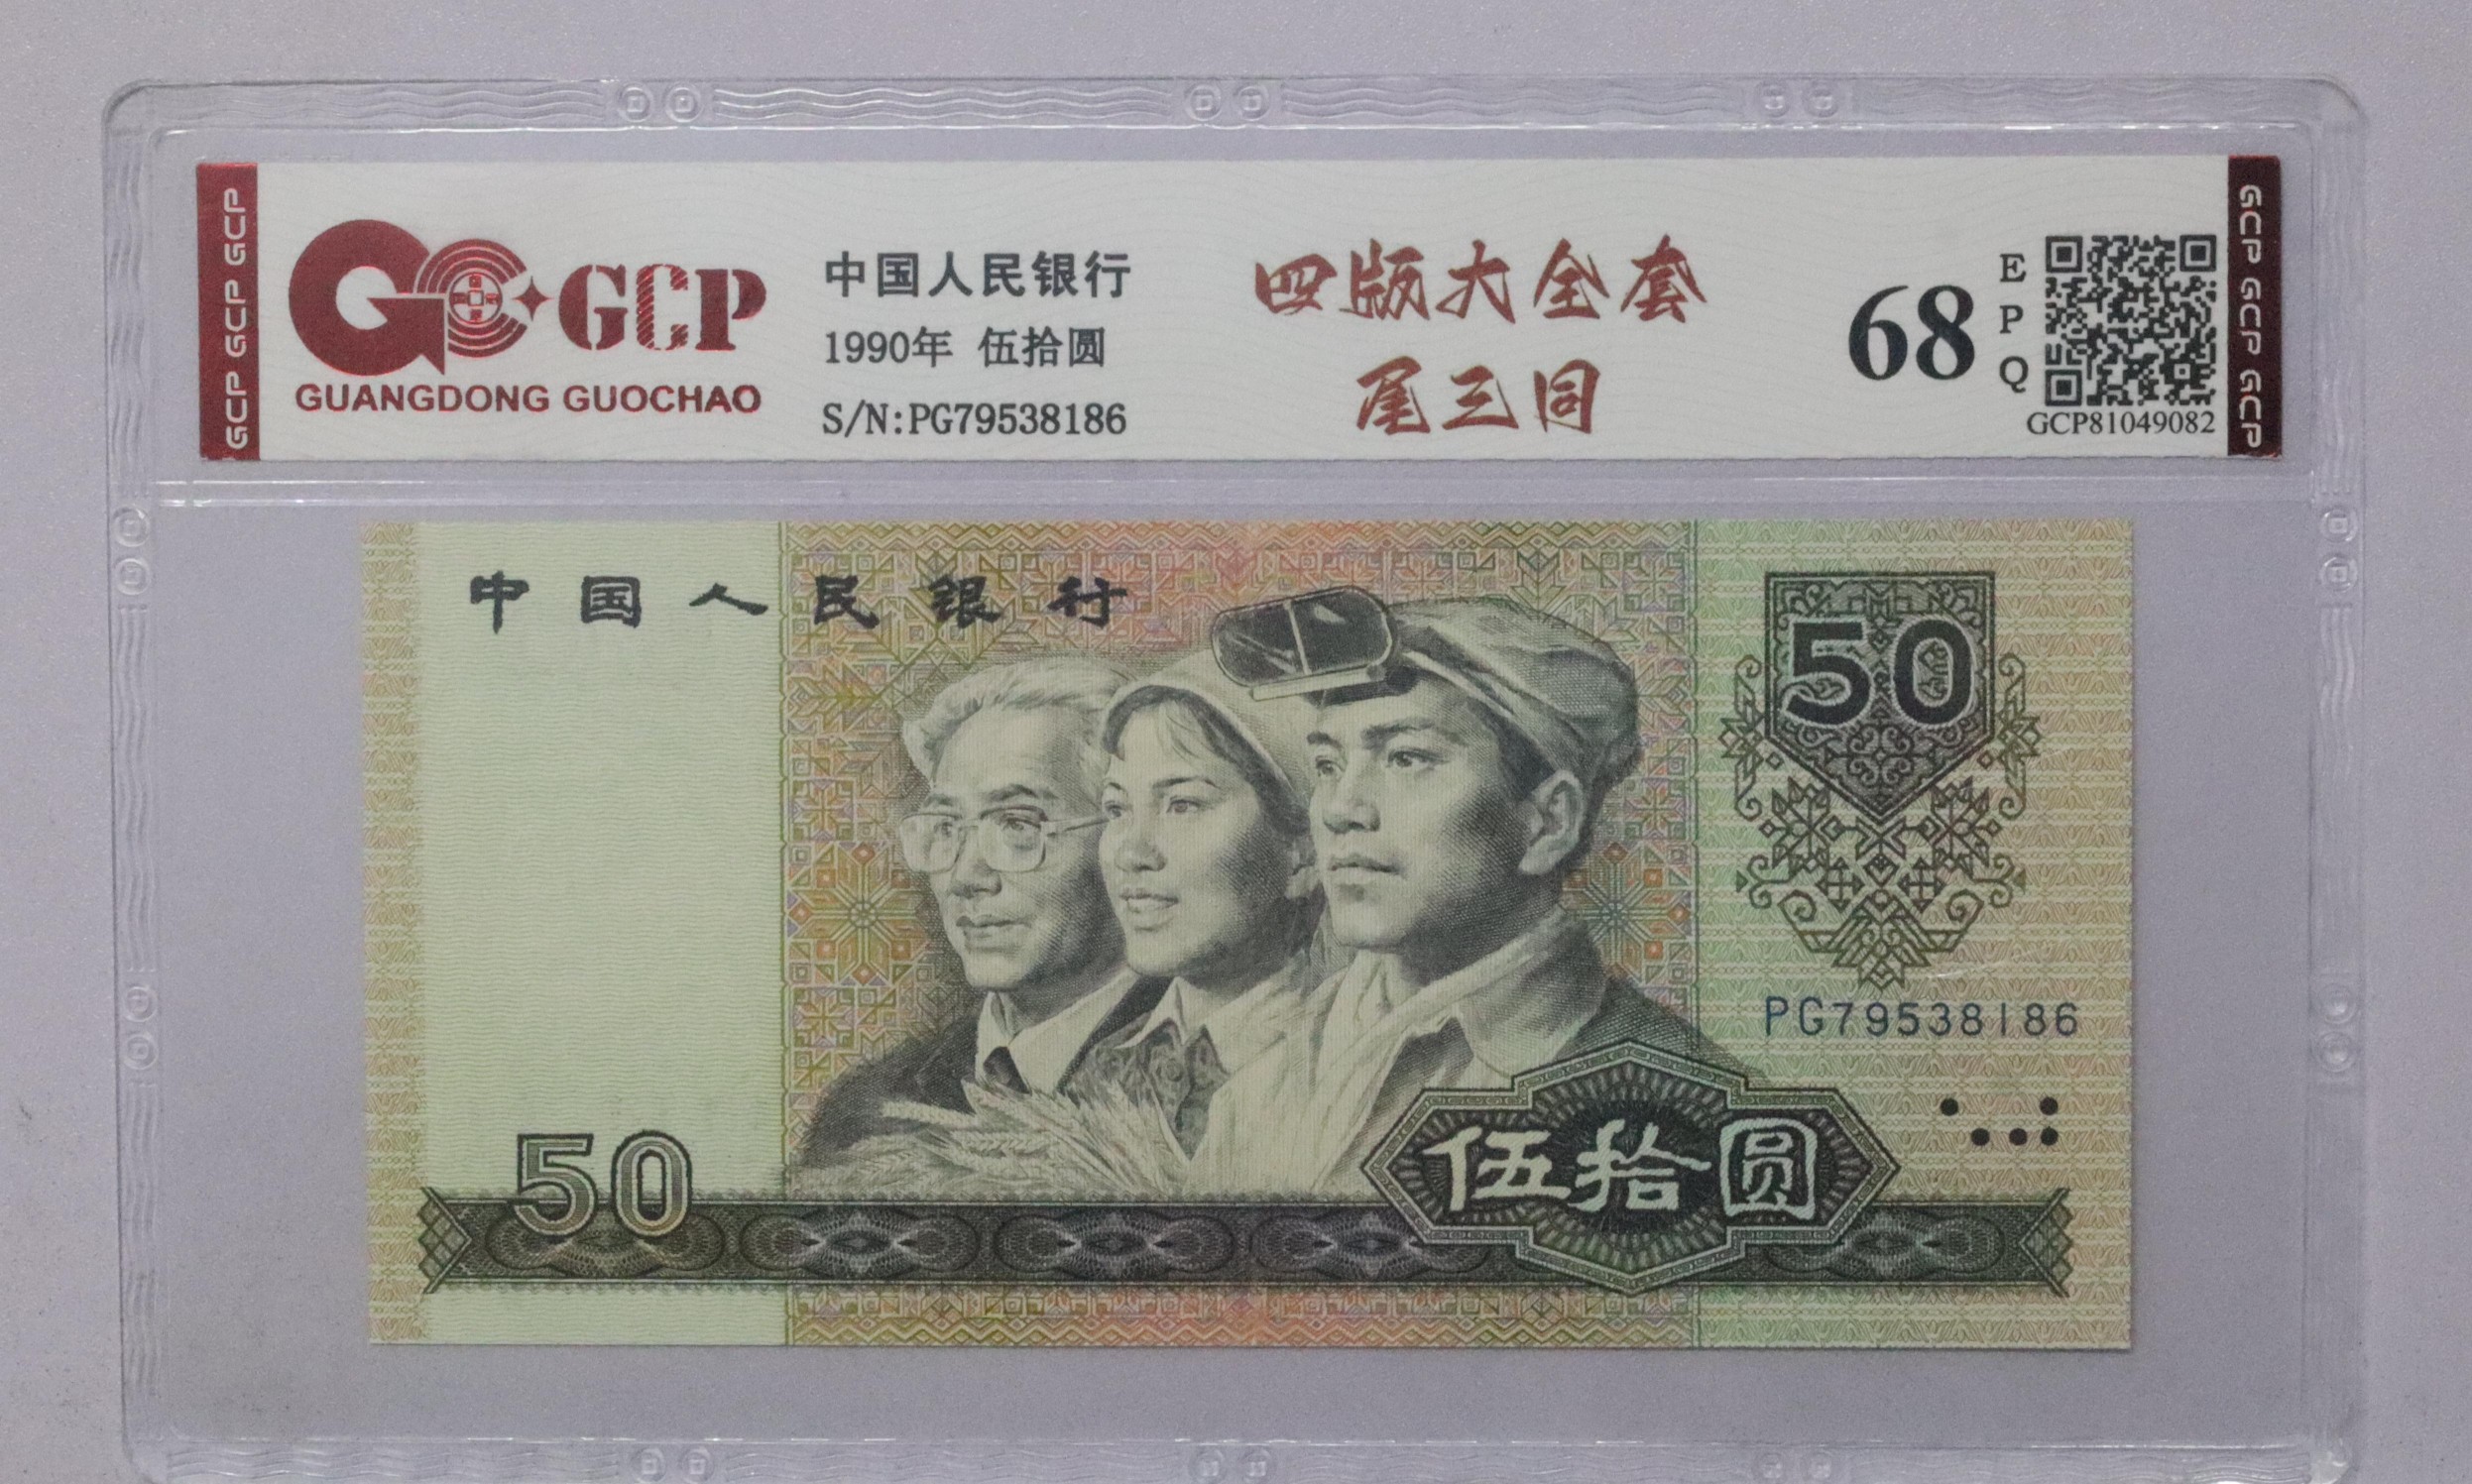 GCP GCP GCP
GCP
GUANGDONG GUOCHAO
中国人民银行
1990年 伍拾圆
S/N:PG79538186
四版大全套
尾三同
68
EPQ
GCP81049082
GCP GCP GCP
中国人民银行
50
PG79538186
50
伍拾圆